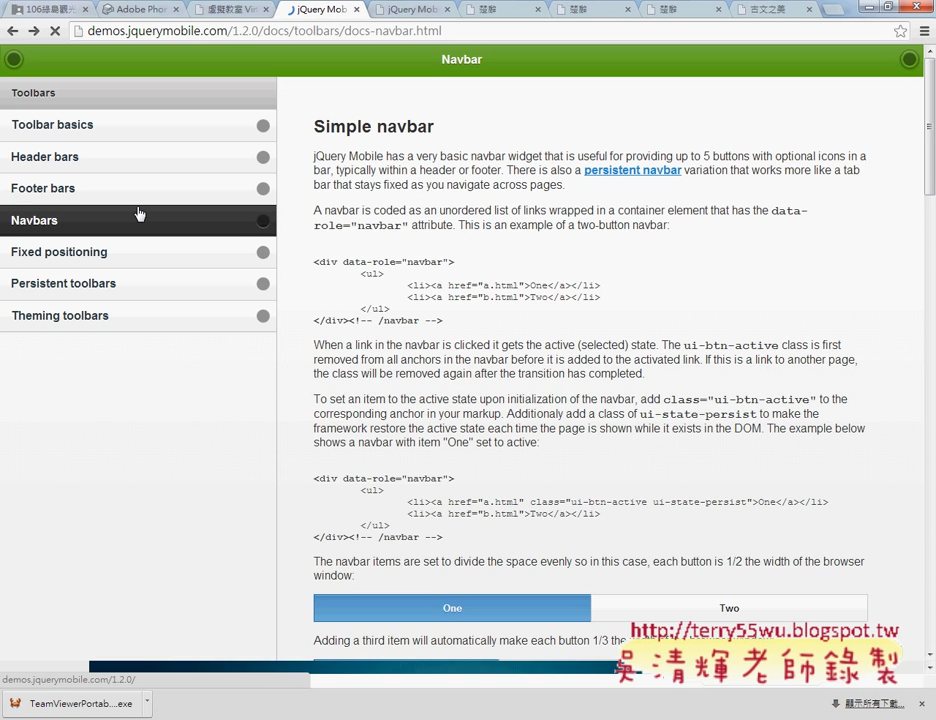 106綠島觀光
Adobe Phon
虛擬教室 Virt
jQuery Mob
jQuery Mob
楚辭
楚辭
楚辭
古文之美
demos.jquerymobile.com/1.2.0/docs/toolbars/docs-navbar.html
Navbar
Toolbars
Toolbar basics
Header bars
Footer bars
Navbars
Fixed positioning
Persistent toolbars
Theming toolbars
Simple navbar
jQuery Mobile has a very basic navbar widget that is useful for providing up to 5 buttons with optional icons in a
bar, typically within a header or footer. There is also a persistent navbar variation that works more like a tab
bar that stays fixed as you navigate across pages.
A navbar is coded as an unordered list of links wrapped in a container element that has the data-
role="navbar" attribute. This is an example of a two-button navbar:
<div data-role="navbar">
<ul>
<li><a href="a.html">One</a></li>
<li><a href="b.html">Two</a></li>
</ul>
</div><!-- /navbar -->
When a link in the navbar is clicked it gets the active (selected) state. The ui-btn-active class is first
removed from all anchors in the navbar before it is added to the activated link. If this is a link to another page,
the class will be removed again after the transition has completed.
To set an item to the active state upon initialization of the navbar, add class="ui-btn-active" to the
corresponding anchor in your markup. Additionaly add a class of ui-state-persist to make the
framework restore the active state each time the page is shown while it exists in the DOM. The example below
shows a navbar with item "One" set to active:
<div data-role="navbar">
<ul>
<li><a href="a.html" class="ui-btn-active ui-state-persist">One</a></li>
<li><a href="b.html">Two</a></li>
</ul>
</div><!-- /navbar -->
The navbar items are set to divide the space evenly so in this case, each button is 1/2 the width of the browser
window:
One
Two
http://terry55wu.blogspot.tw
Adding a third item will automatically make each button 1/3 the
吳清輝老師錄製
demos.jquerymobile.com/1.2.0/
TeamViewerPortab....exe
顯示所有下載...